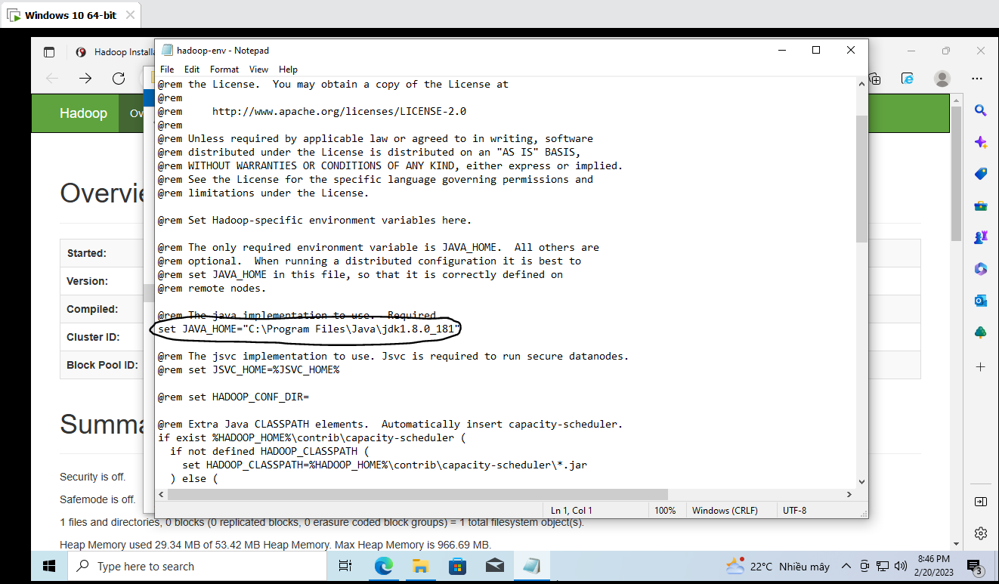 Windows 10 64-bit
Hadoop Installa
hadoop-env - Notepad
File Edit Format View Help
Hadoop
Ov
@rem the License.  You may obtain a copy of the License at
@rem
@rem     http://www.apache.org/licenses/LICENSE-2.0
@rem
@rem Unless required by applicable law or agreed to in writing, software
@rem distributed under the License is distributed on an "AS IS" BASIS,
@rem WITHOUT WARRANTIES OR CONDITIONS OF ANY KIND, either express or implied.
@rem See the License for the specific language governing permissions and
@rem limitations under the License.
@rem Set Hadoop-specific environment variables here.
@rem The only required environment variable is JAVA_HOME.  All others are
@rem optional.  When running a distributed configuration it is best to
@rem set JAVA_HOME in this file, so that it is correctly defined on
@rem remote nodes.
@rem The java implementation to use.  Required
set JAVA_HOME="C:\Program Files\Java\jdk1.8.0_181"
@rem The jsvc implementation to use. Jsvc is required to run secure datanodes.
@rem set JSVC_HOME=%JSVC_HOME%
@rem set HADOOP_CONF_DIR=
@rem Extra Java CLASSPATH elements.  Automatically insert capacity-scheduler.
if exist %HADOOP_HOME%\contrib\capacity-scheduler (
  if not defined HADOOP_CLASSPATH (
    set HADOOP_CLASSPATH=%HADOOP_HOME%\contrib\capacity-scheduler\*.jar
  ) else (
Ln 1, Col 1 100% Windows (CRLF) UTF-8
Overvie
Started:
Version:
Compiled:
Cluster ID:
Block Pool ID:
Summa
Security is off.
Safemode is off.
1 files and directories, 0 blocks (0 replicated blocks, 0 erasure coded block groups) = 1 total filesystem object(s).
Heap Memory used 29.34 MB of 53.42 MB Heap Memory. Max Heap Memory is 966.69 MB.
Type here to search
22°C Nhiều mây
8:46 PM
2/20/2023
3